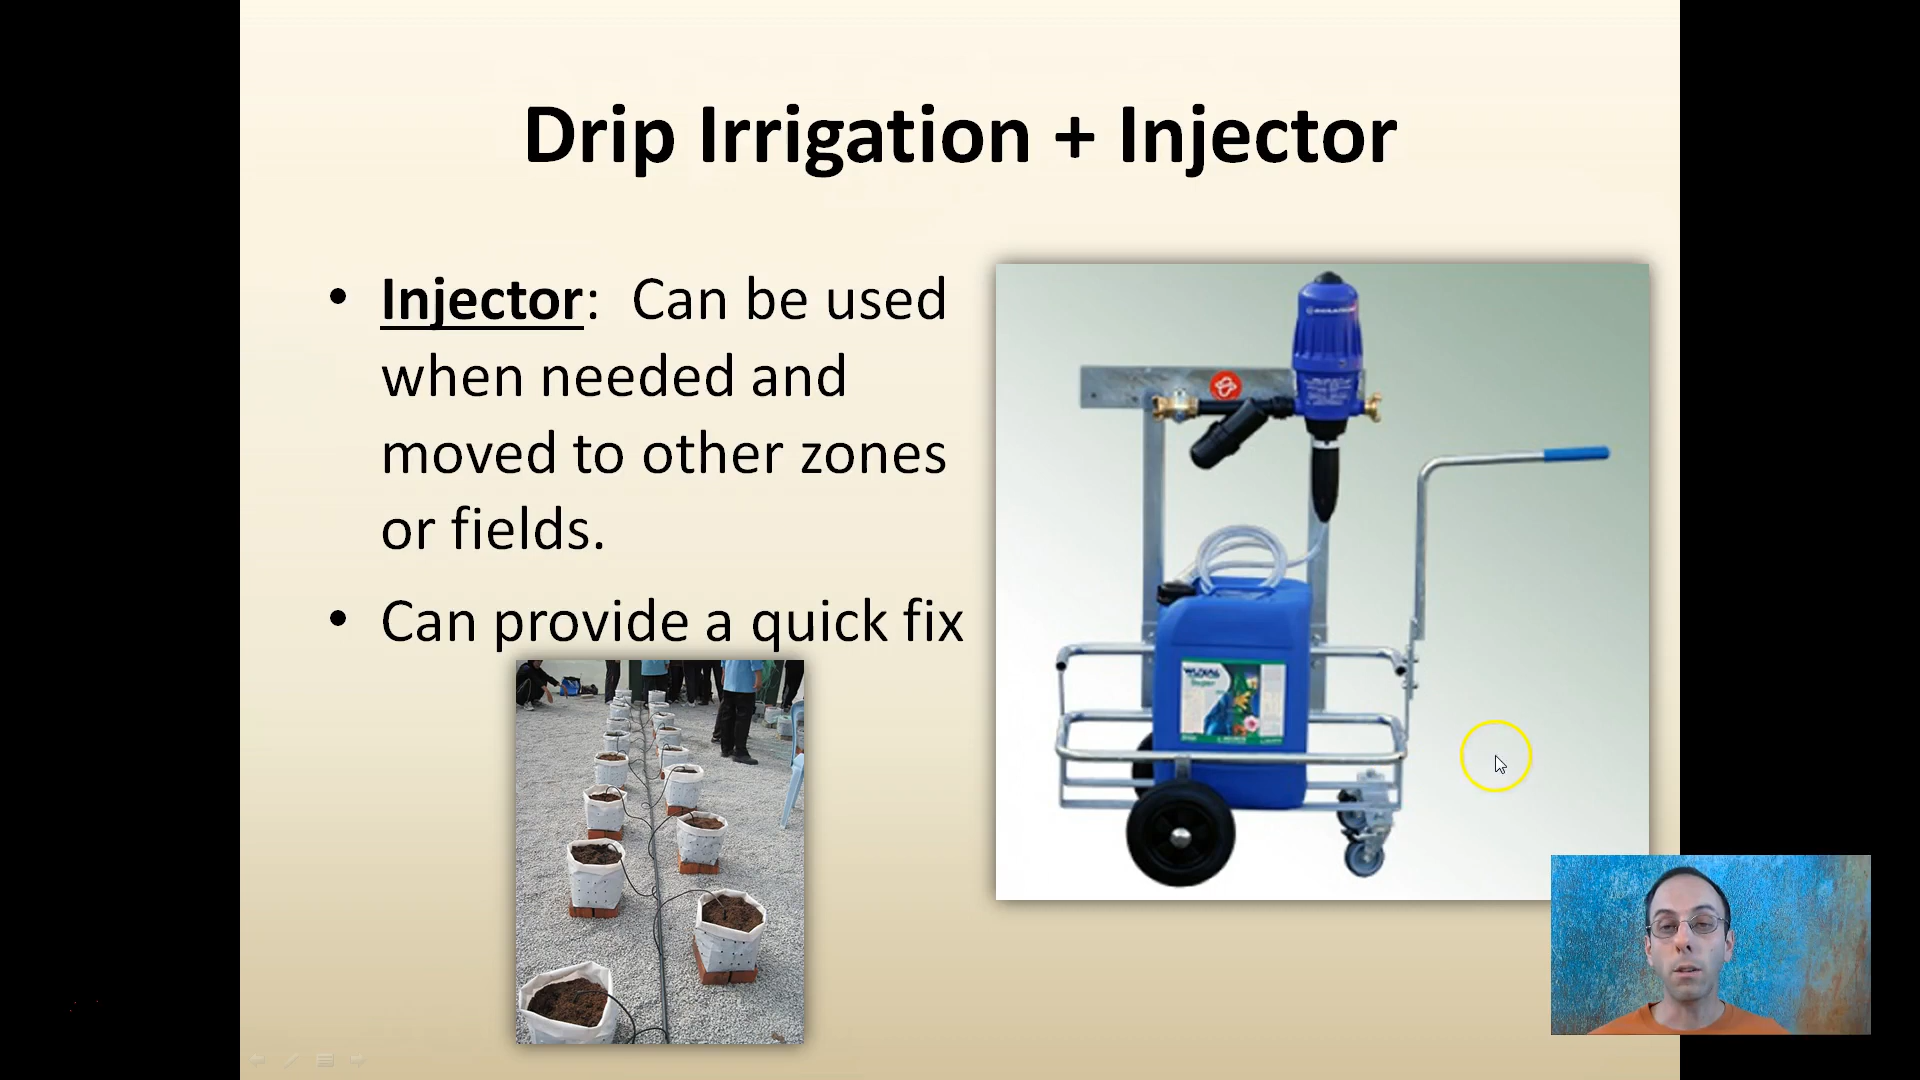 Drip Irrigation + Injector
• Injector: Can be used
when needed and
moved to other zones
or fields.
• Can provide a quick fix